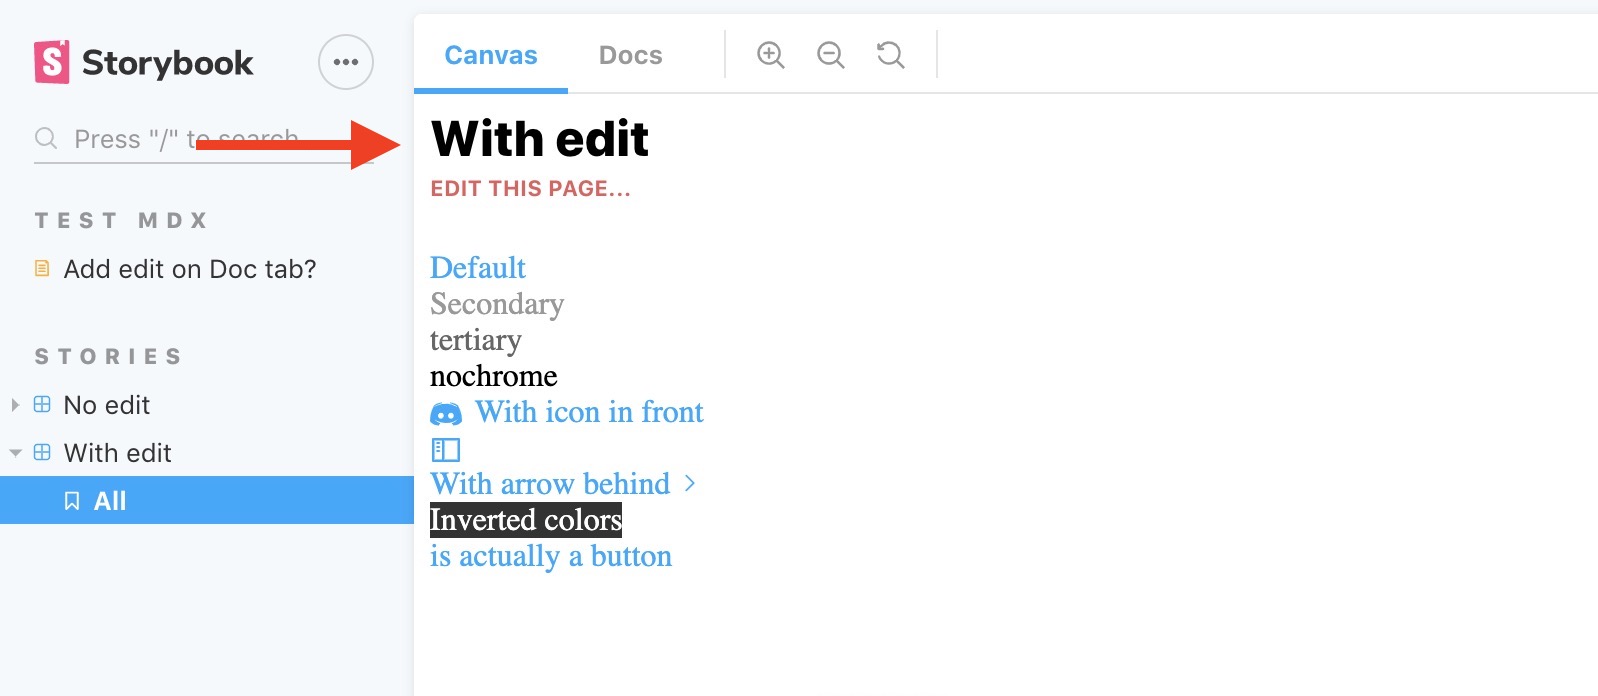 Storybook
Press "/" to search
TEST MDX
Add edit on Doc tab?
STORIES
No edit
With edit
All
Canvas
Docs
With edit
EDIT THIS PAGE...
Default
Secondary
tertiary
nochrome
With icon in front
With arrow behind
Inverted colors
is actually a button